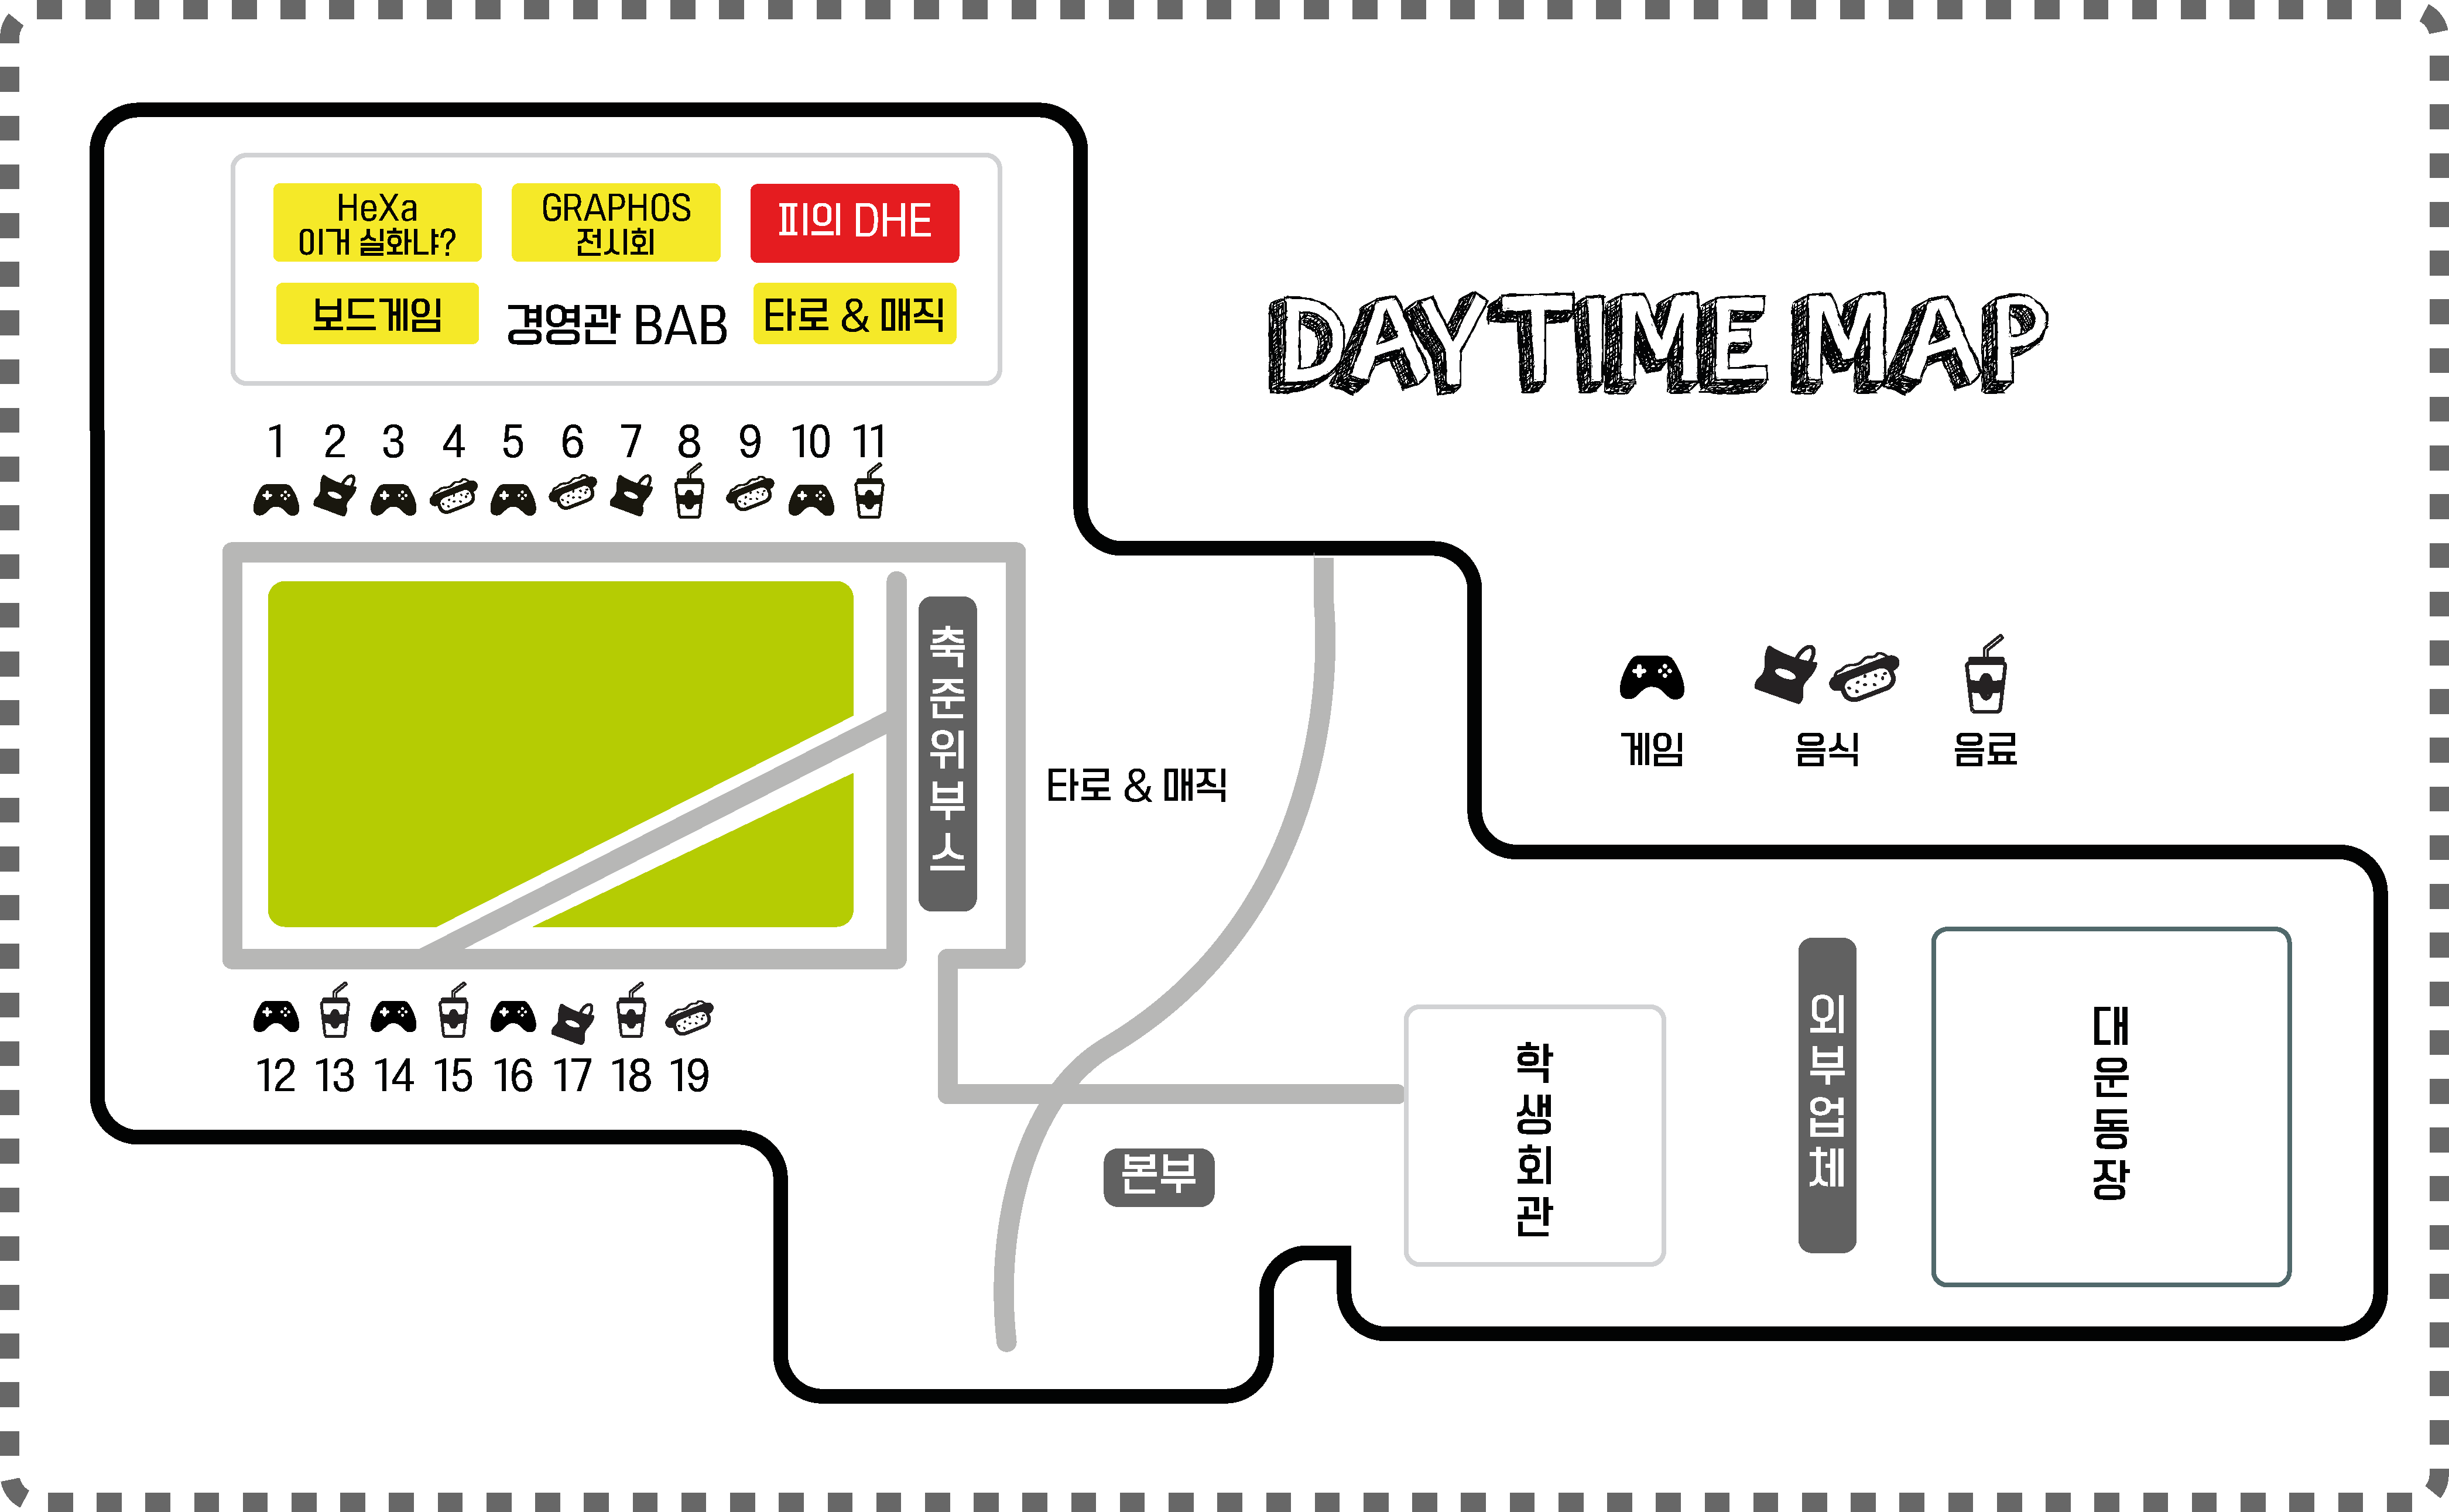 HeXa
이거 실화냐?
GRAPHOS
전시회
피의 DHE
보드게임
경영관 BAB
타로 & 매직
DAYTIME MAP
1 2 3 4 5 6 7 8 9 10 11
축준위부스
타로 & 매직
게임
음식
음료
12 13 14 15 16 17 18 19
본부
학생회관
외부업체
대운동장